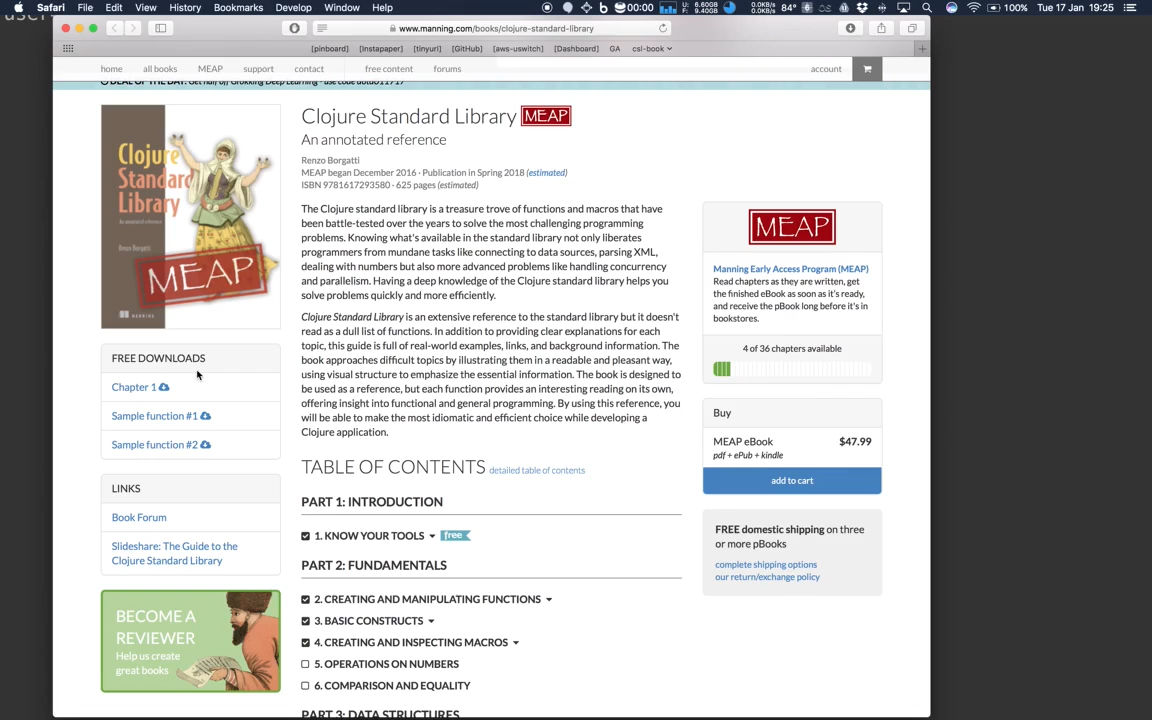 Safari File Edit View History Bookmarks Develop Window Help
00:00 U: 6.60GB F: 9.40GB 0.0KB/s 0.0KB/s 84° 100% Tue 17 Jan 19:25
www.manning.com/books/clojure-standard-library
[pinboard] [Instapaper] [tinyurl] [GitHub] [aws-uswitch] [Dashboard] GA csl-book
home all books MEAP support contact free content forums account
Clojure
Standard
Library
An annotated reference
Renzo Borgatti
MEAP
MANNING
FREE DOWNLOADS
Chapter 1
Sample function #1
Sample function #2
LINKS
Book Forum
Slideshare: The Guide to the
Clojure Standard Library
BECOME A
REVIEWER
Help us create
great books
Clojure Standard Library MEAP
An annotated reference
Renzo Borgatti
MEAP began December 2016 · Publication in Spring 2018 (estimated)
ISBN 9781617293580 · 625 pages (estimated)
The Clojure standard library is a treasure trove of functions and macros that have
been battle-tested over the years to solve the most challenging programming
problems. Knowing what's available in the standard library not only liberates
programmers from mundane tasks like connecting to data sources, parsing XML,
dealing with numbers but also more advanced problems like handling concurrency
and parallelism. Having a deep knowledge of the Clojure standard library helps you
solve problems quickly and more efficiently.
Clojure Standard Library is an extensive reference to the standard library but it doesn't
read as a dull list of functions. In addition to providing clear explanations for each
topic, this guide is full of real-world examples, links, and background information. The
book approaches difficult topics by illustrating them in a readable and pleasant way,
using visual structure to emphasize the essential information. The book is designed to
be used as a reference, but each function provides an interesting reading on its own,
offering insight into functional and general programming. By using this reference, you
will be able to make the most idiomatic and efficient choice while developing a
Clojure application.
TABLE OF CONTENTS detailed table of contents
PART 1: INTRODUCTION
1. KNOW YOUR TOOLS free
PART 2: FUNDAMENTALS
2. CREATING AND MANIPULATING FUNCTIONS
3. BASIC CONSTRUCTS
4. CREATING AND INSPECTING MACROS
5. OPERATIONS ON NUMBERS
6. COMPARISON AND EQUALITY
PART 3: DATA STRUCTURES
MEAP
Manning Early Access Program (MEAP)
Read chapters as they are written, get
the finished eBook as soon as it's ready,
and receive the pBook long before it's in
bookstores.
4 of 36 chapters available
Buy
MEAP eBook $47.99
pdf + ePub + kindle
add to cart
FREE domestic shipping on three
or more pBooks
complete shipping options
our return/exchange policy